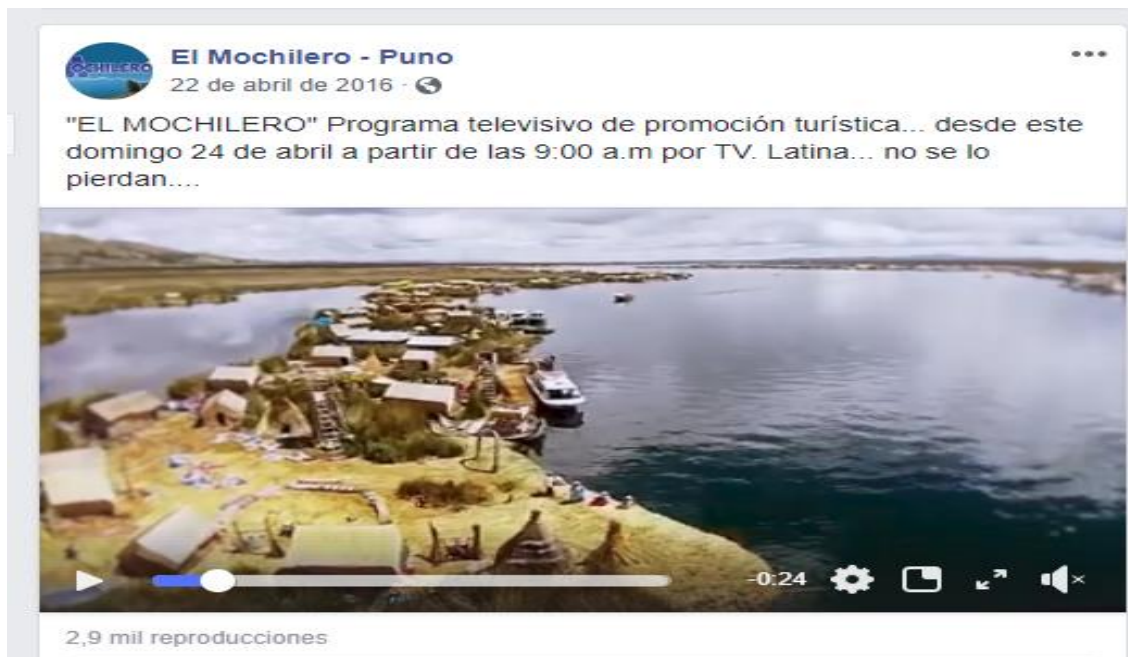 OCHILERO
El Mochilero - Puno
22 de abril de 2016 ·
"EL MOCHILERO" Programa televisivo de promoción turística... desde este
domingo 24 de abril a partir de las 9:00 a.m por TV. Latina... no se lo
pierdan....
-0:24
2,9 mil reproducciones